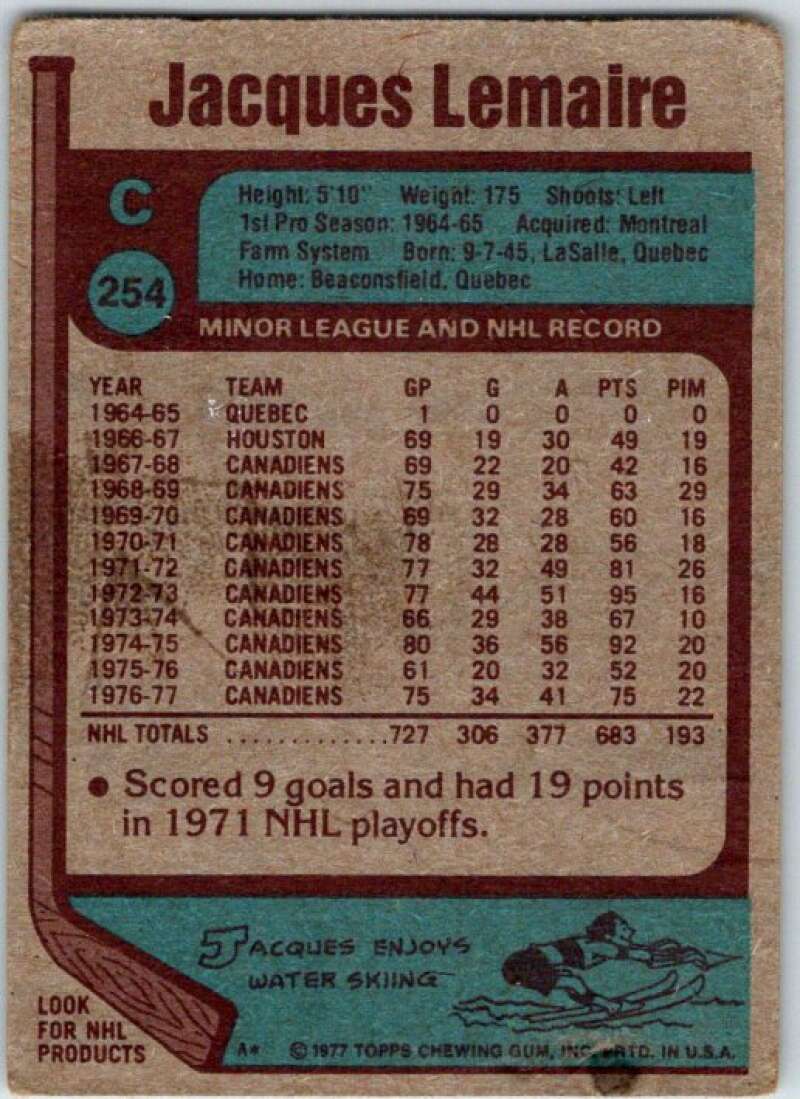 Jacques Lemaire
C
Height: 5'10" Weight: 175 Shoots: Left
1st Pro Season: 1964-65 Acquired: Montreal
Farm System Born: 9-7-45, LaSalle, Quebec
Home: Beaconsfield, Quebec
254
MINOR LEAGUE AND NHL RECORD
YEAR TEAM GP G A PTS PIM
1964-65 QUEBEC 1 0 0 0 0
1966-67 HOUSTON 69 19 30 49 19
1967-68 CANADIENS 69 22 20 42 16
1968-69 CANADIENS 75 29 34 63 29
1969-70 CANADIENS 69 32 28 60 16
1970-71 CANADIENS 78 28 28 56 18
1971-72 CANADIENS 77 32 49 81 26
1972-73 CANADIENS 77 44 51 95 16
1973-74 CANADIENS 66 29 38 67 10
1974-75 CANADIENS 80 36 56 92 20
1975-76 CANADIENS 61 20 32 52 20
1976-77 CANADIENS 75 34 41 75 22
NHL TOTALS .............727 306 377 683 193
● Scored 9 goals and had 19 points
in 1971 NHL playoffs.
JACQUES ENJOYS
WATER SKIING
LOOK
FOR NHL
PRODUCTS
A* © 1977 TOPPS CHEWING GUM, INC. PRTD. IN U.S.A.